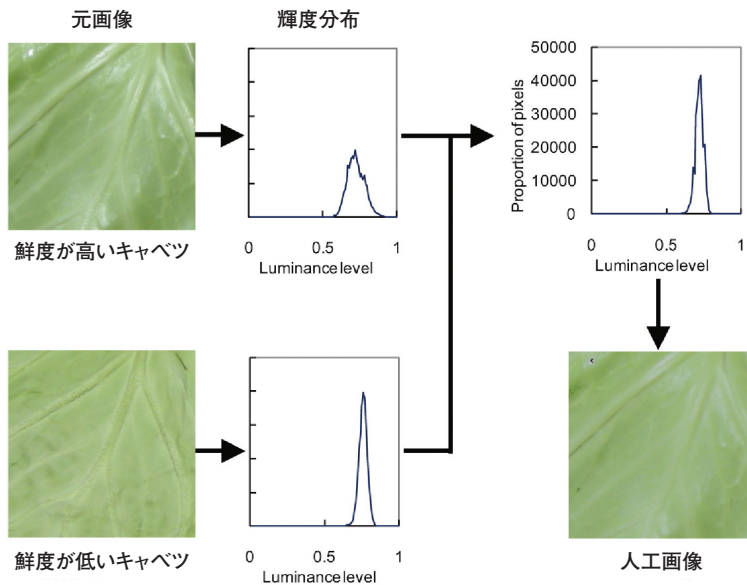 元画像
輝度分布
鮮度が高いキャベツ
0 0.5 1
Luminance level
Proportion of pixels
50000
40000
30000
20000
10000
0
0 0.5 1
Luminance level
鮮度が低いキャベツ
0 0.5 1
Luminance level
人工画像